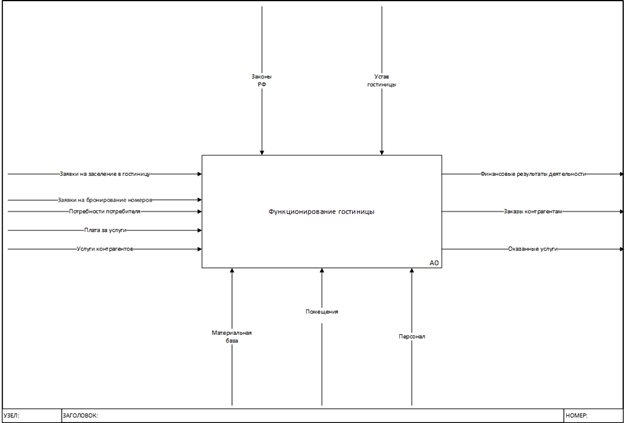 Законы
РФ
Устав
гостиницы
Заявки на заселение в гостиницу
Заявки на бронирование номеров
Потребности потребителя
Плата за услуги
Услуги контрагентов
Функционирование гостиницы
A0
Финансовые результаты деятельности
Заказы контрагентам
Оказанные услуги
Материальная
база
Помещения
Персонал
УЗЕЛ:
ЗАГОЛОВОК:
НОМЕР: